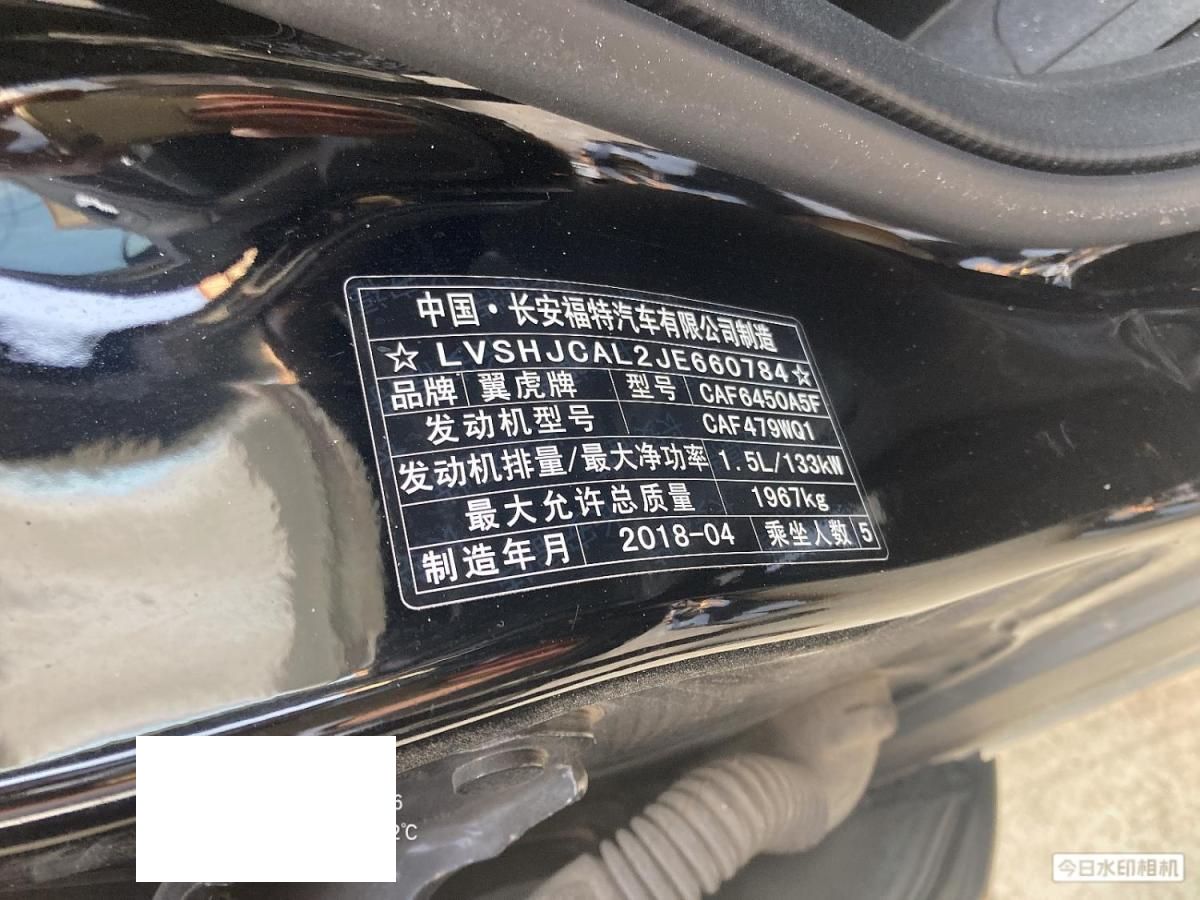 中国·长安福特汽车有限公司制造
☆LVSHJCAL2JE660784☆
品牌 翼虎牌 型号 CAF6450A5F
发动机型号 CAF479WQ1
发动机排量/最大净功率 1.5L/133kW
最大允许总质量 1967kg
制造年月 2018-04 乘坐人数 5
6
2℃
今日水印相机